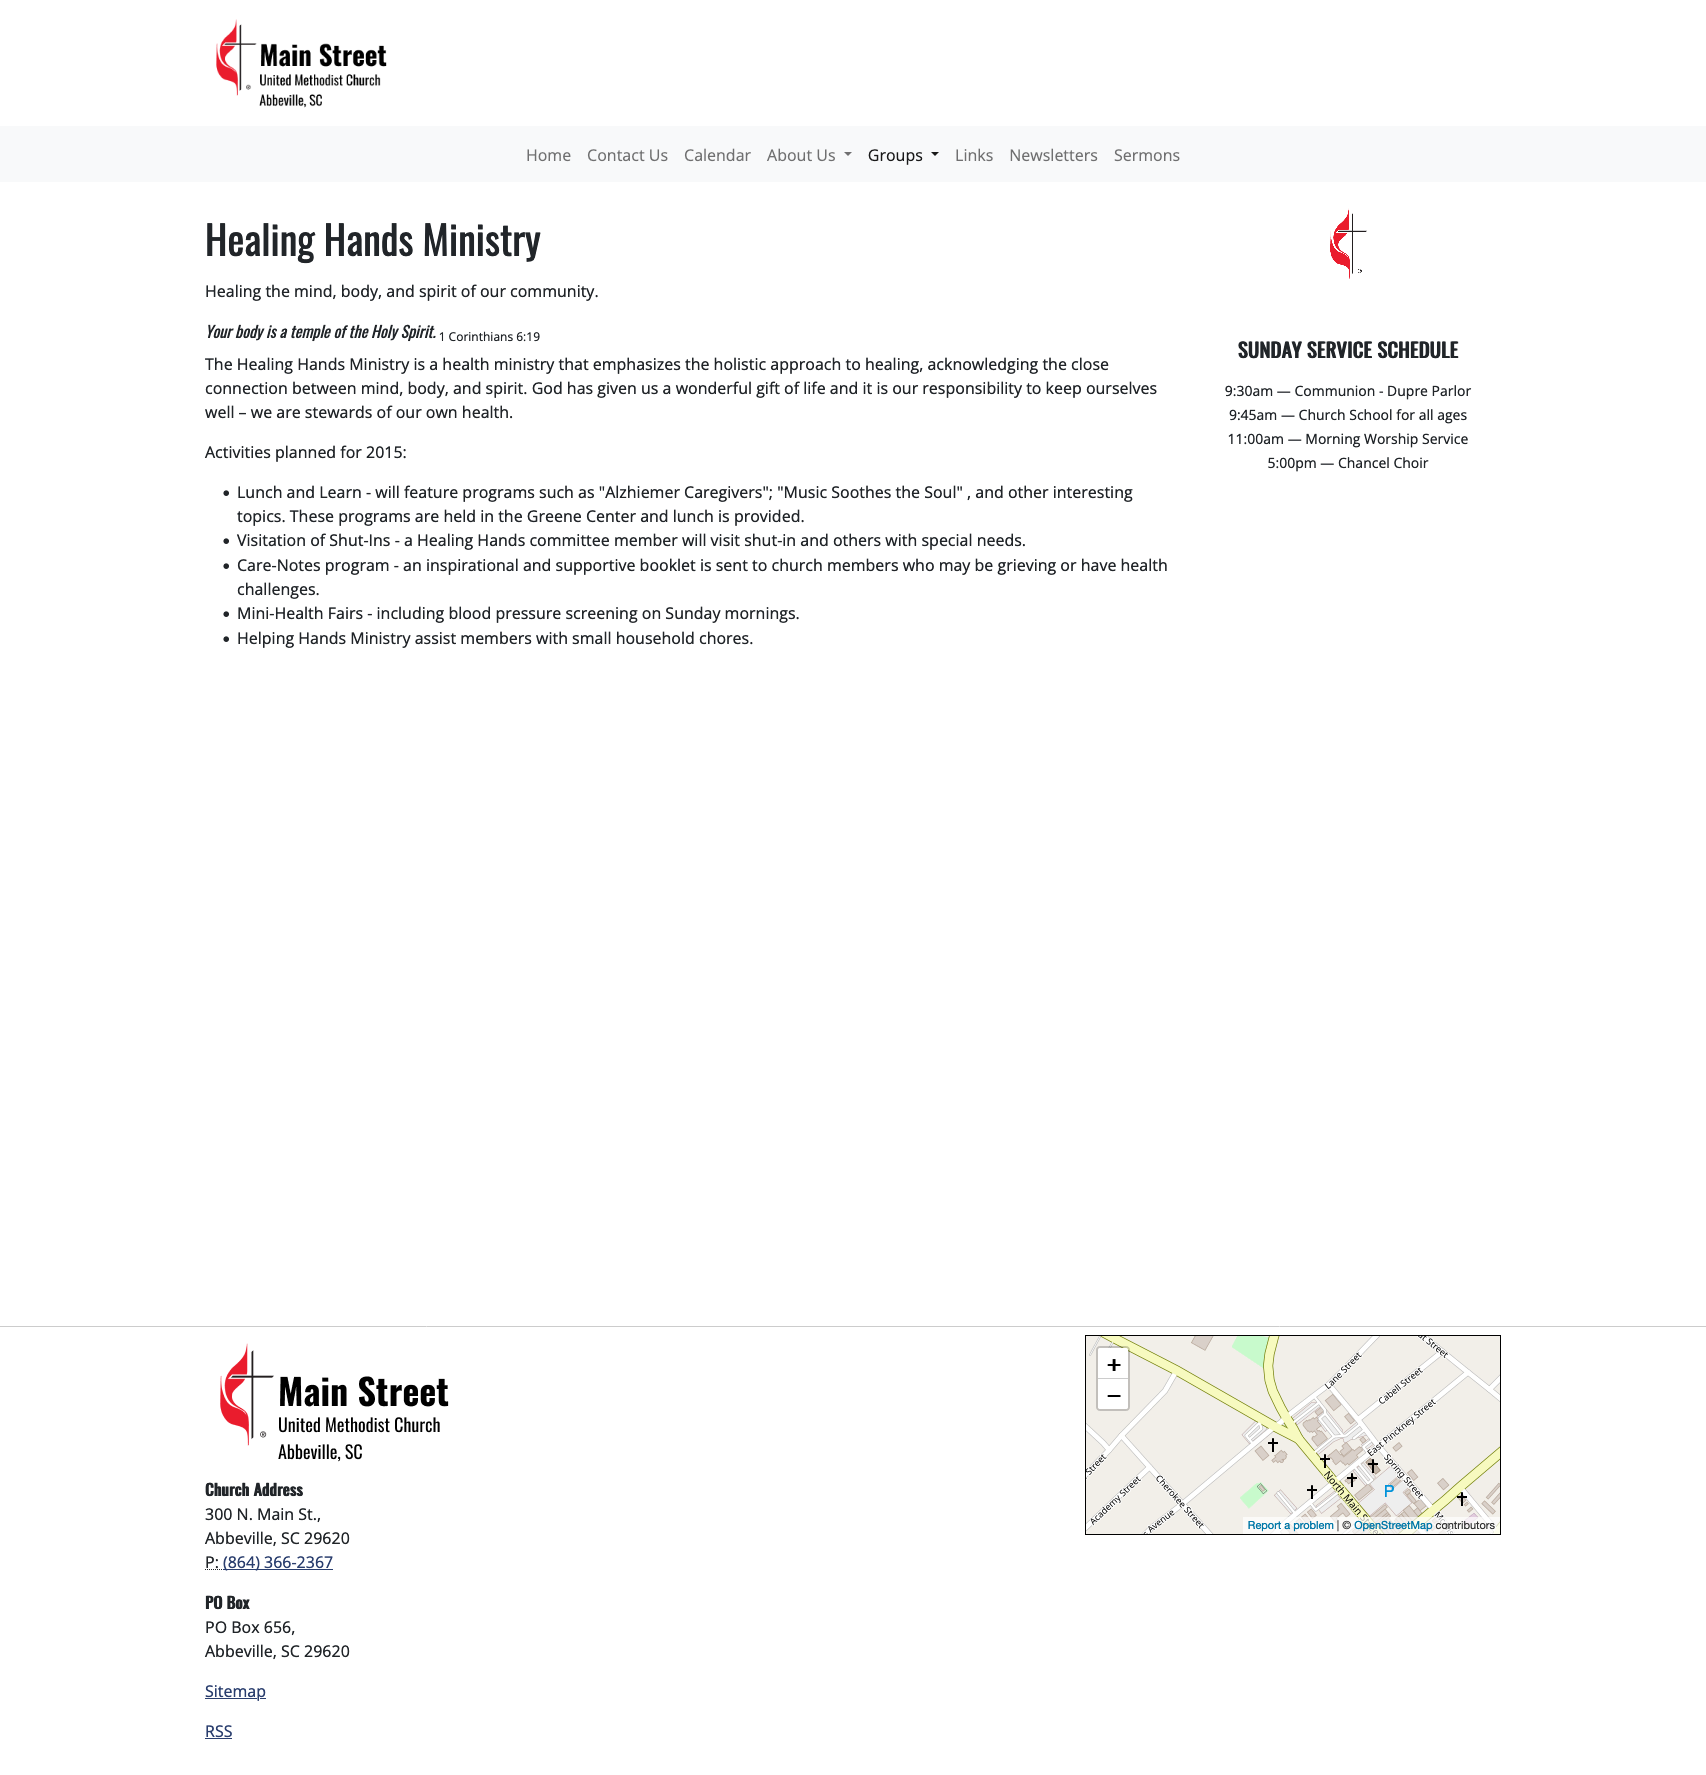 Main Street
United Methodist Church
Abbeville, SC
Home Contact Us Calendar About Us Groups Links Newsletters Sermons
Healing Hands Ministry
Healing the mind, body, and spirit of our community.
Your body is a temple of the Holy Spirit. 1 Corinthians 6:19
The Healing Hands Ministry is a health ministry that emphasizes the holistic approach to healing, acknowledging the close
connection between mind, body, and spirit. God has given us a wonderful gift of life and it is our responsibility to keep ourselves
well – we are stewards of our own health.
Activities planned for 2015:
• Lunch and Learn - will feature programs such as "Alzhiemer Caregivers"; "Music Soothes the Soul" , and other interesting
topics. These programs are held in the Greene Center and lunch is provided.
• Visitation of Shut-Ins - a Healing Hands committee member will visit shut-in and others with special needs.
• Care-Notes program - an inspirational and supportive booklet is sent to church members who may be grieving or have health
challenges.
• Mini-Health Fairs - including blood pressure screening on Sunday mornings.
• Helping Hands Ministry assist members with small household chores.
SUNDAY SERVICE SCHEDULE
9:30am — Communion - Dupre Parlor
9:45am — Church School for all ages
11:00am — Morning Worship Service
5:00pm — Chancel Choir
Main Street
United Methodist Church
Abbeville, SC
Church Address
300 N. Main St.,
Abbeville, SC 29620
P: (864) 366-2367
PO Box
PO Box 656,
Abbeville, SC 29620
Sitemap
RSS
+
−
Street
Lane Street
Cabell Street
East Pinckney Street
Spring Street
North Main
P
Street
Academy Street
Cherokee Street
Avenue
Report a problem | © OpenStreetMap contributors